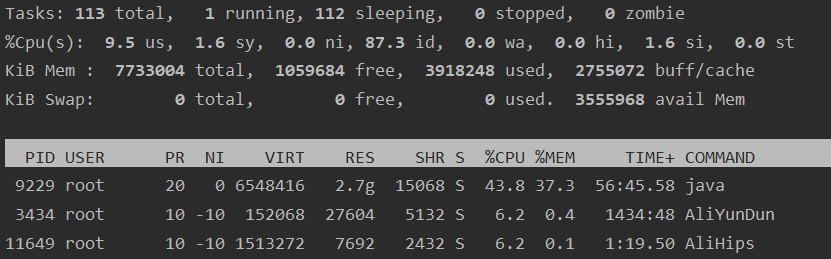 Tasks: 113 total,   1 running, 112 sleeping,   0 stopped,   0 zombie
%Cpu(s):  9.5 us,  1.6 sy,  0.0 ni, 87.3 id,  0.0 wa,  0.0 hi,  1.6 si,  0.0 st
KiB Mem :  7733004 total,  1059684 free,  3918248 used,  2755072 buff/cache
KiB Swap:        0 total,        0 free,        0 used.  3555968 avail Mem
  PID USER      PR  NI    VIRT    RES    SHR S  %CPU %MEM     TIME+ COMMAND
 9229 root      20   0 6548416   2.7g  15068 S  43.8 37.3  56:45.58 java
 3434 root      10 -10  152068  27604   5132 S   6.2  0.4   1434:48 AliYunDun
11649 root      10 -10 1513272   7692   2432 S   6.2  0.1   1:19.50 AliHips